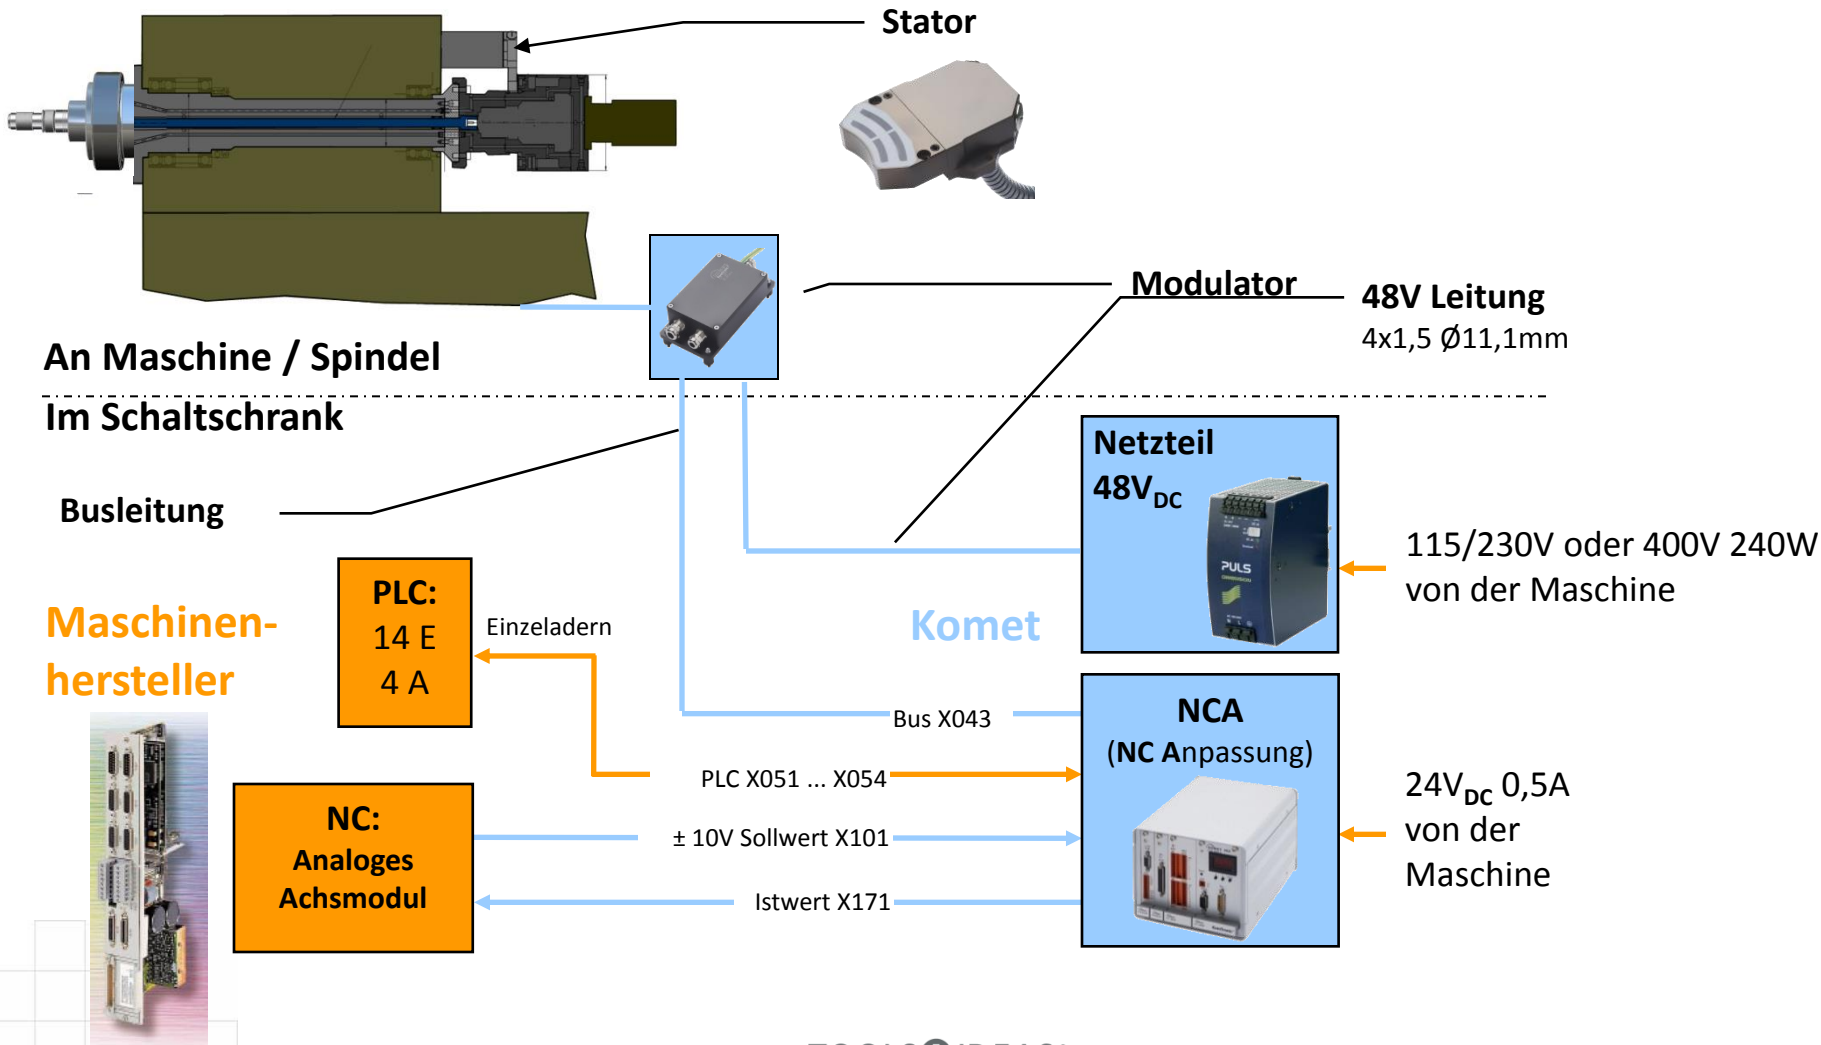 Stator
Modulator
48V Leitung
4x1,5 Ø11,1mm
An Maschine / Spindel
Im Schaltschrank
Netzteil
48VDC
Busleitung
PULS
115/230V oder 400V 240W
von der Maschine
PLC:
14 E
4 A
Einzeladern
Maschinen-
hersteller
Komet
Bus X043
NCA
(NC Anpassung)
PLC X051 ... X054
24VDC 0,5A
von der
Maschine
NC:
Analoges
Achsmodul
± 10V Sollwert X101
Istwert X171